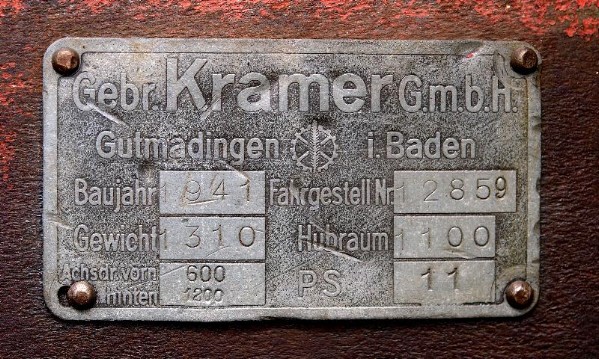 Gebr. Kramer G.m.b.H.
Gutmadingen i. Baden
Baujahr 1941 Fahrgestell Nr. 12859
Gewicht 1310 Hubraum 1100
Achsdr. vorn 600 PS 11
hinten 1200